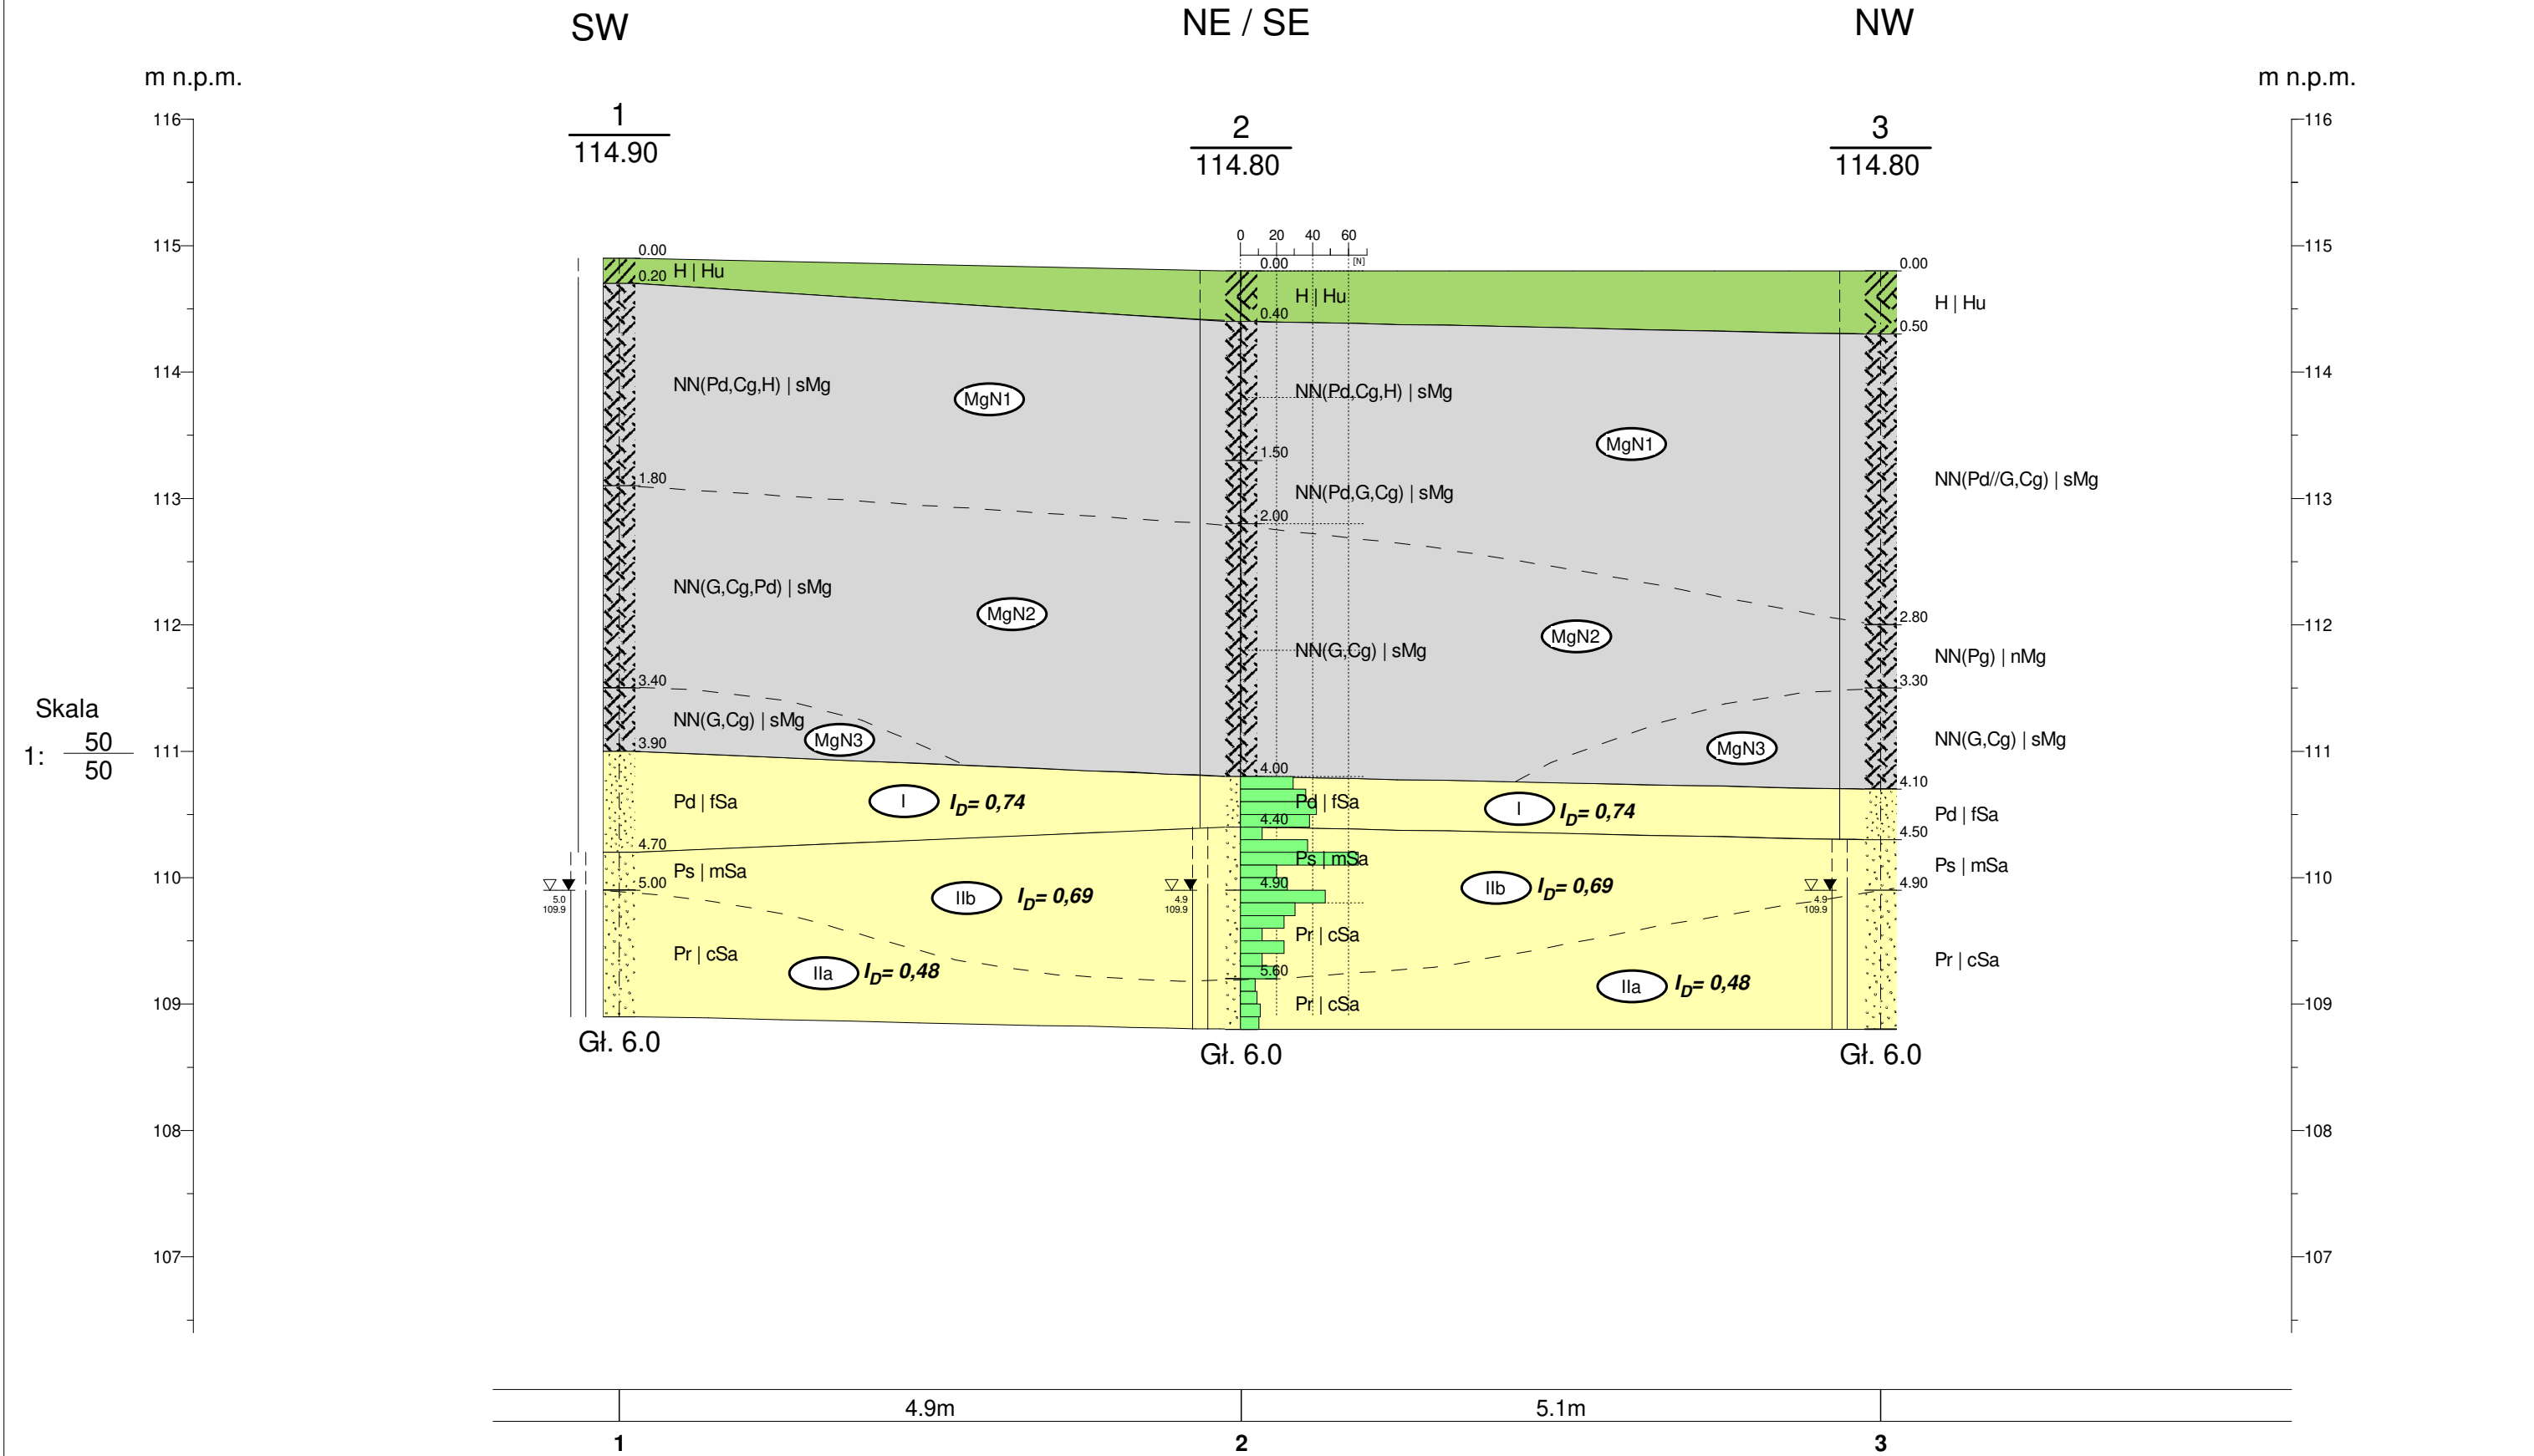 SW
NE / SE
NW
m n.p.m.
m n.p.m.
1
114.90
2
114.80
3
114.80
116
115
114
113
112
111
110
109
108
107
116
115
114
113
112
111
110
109
108
107
Skala
1: 50
50
0.00
0.20
H | Hu
NN(Pd,Cg,H) | sMg
MgN1
1.80
NN(G,Cg,Pd) | sMg
MgN2
3.40
NN(G,Cg) | sMg
MgN3
3.90
Pd | fSa
I
I_D= 0,74
4.70
Ps | mSa
5.00
IIb
I_D= 0,69
5.0
109.9
Pr | cSa
IIa
I_D= 0,48
Gł. 6.0
0 20 40 60
[N]
0.00
H | Hu
0.40
NN(Pd,Cg,H) | sMg
MgN1
1.50
NN(Pd,G,Cg) | sMg
2.00
NN(G,Cg) | sMg
MgN2
MgN3
4.00
Pd | fSa
I
I_D= 0,74
4.40
Ps | mSa
4.90
IIb
I_D= 0,69
4.9
109.9
Pr | cSa
5.60
Pr | cSa
IIa
I_D= 0,48
Gł. 6.0
0.00
H | Hu
0.50
NN(Pd//G,Cg) | sMg
2.80
NN(Pg) | nMg
3.30
NN(G,Cg) | sMg
4.10
Pd | fSa
4.50
Ps | mSa
4.90
4.9
109.9
Pr | cSa
Gł. 6.0
4.9m
5.1m
1
2
3